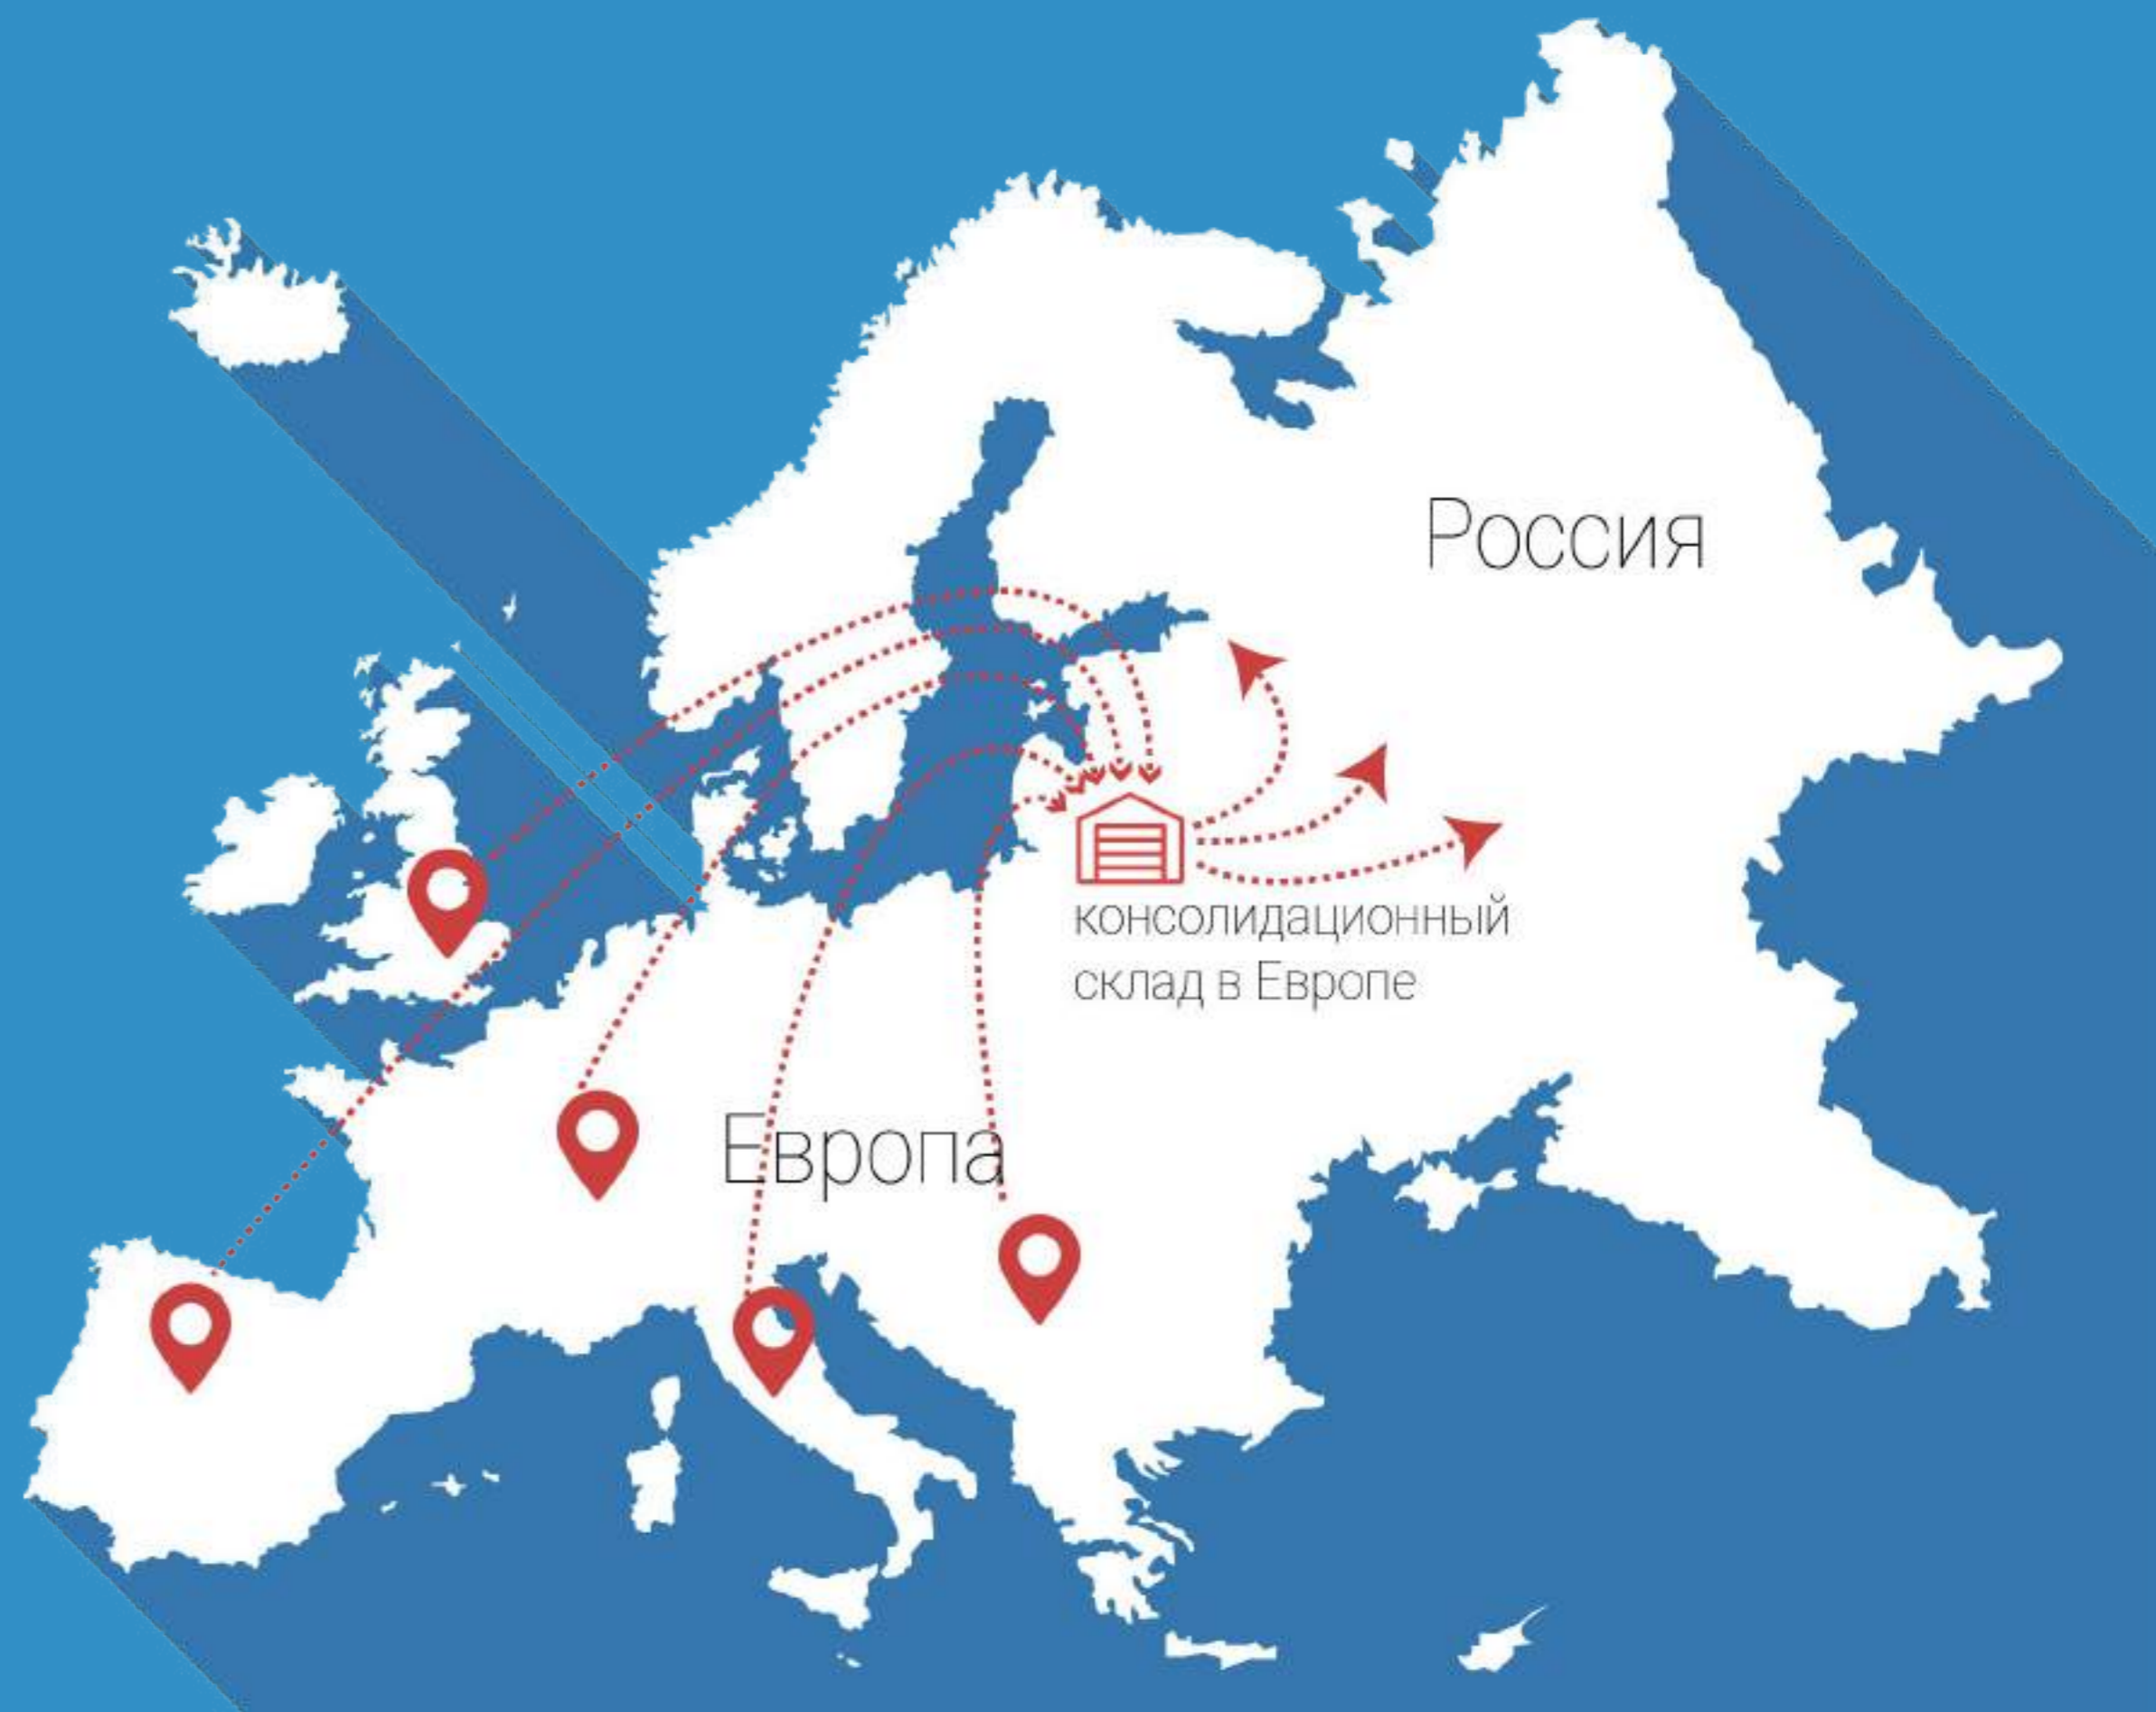 Россия
консолидационный
склад в Европе
Европа